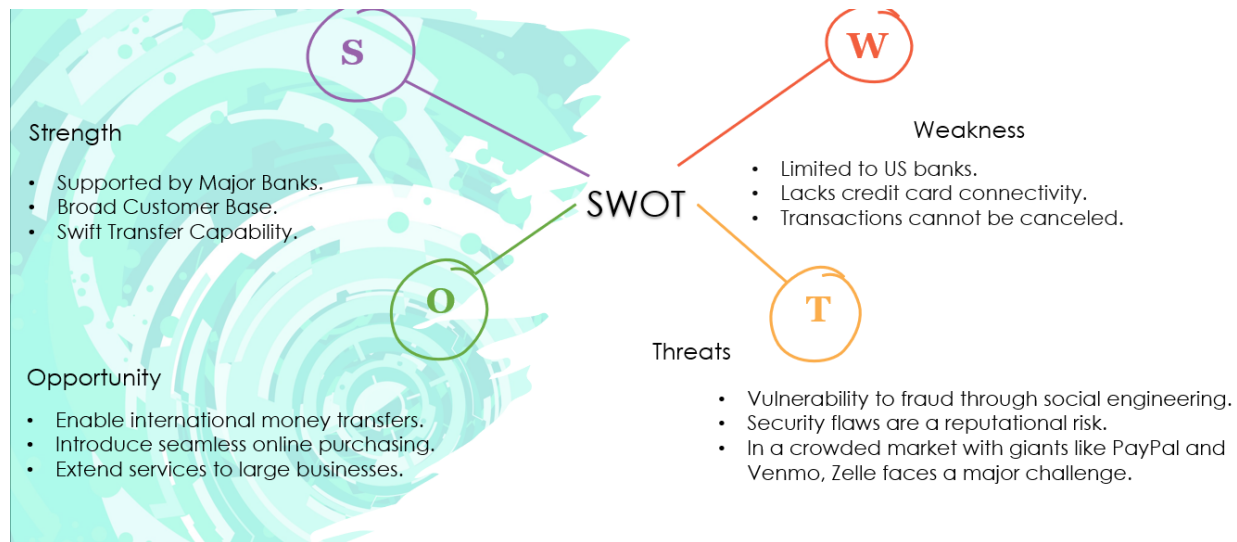 S
W
Strength
• Supported by Major Banks.
• Broad Customer Base.
• Swift Transfer Capability.
Weakness
• Limited to US banks.
• Lacks credit card connectivity.
• Transactions cannot be canceled.
SWOT
O
T
Opportunity
• Enable international money transfers.
• Introduce seamless online purchasing.
• Extend services to large businesses.
Threats
• Vulnerability to fraud through social engineering.
• Security flaws are a reputational risk.
• In a crowded market with giants like PayPal and
Venmo, Zelle faces a major challenge.